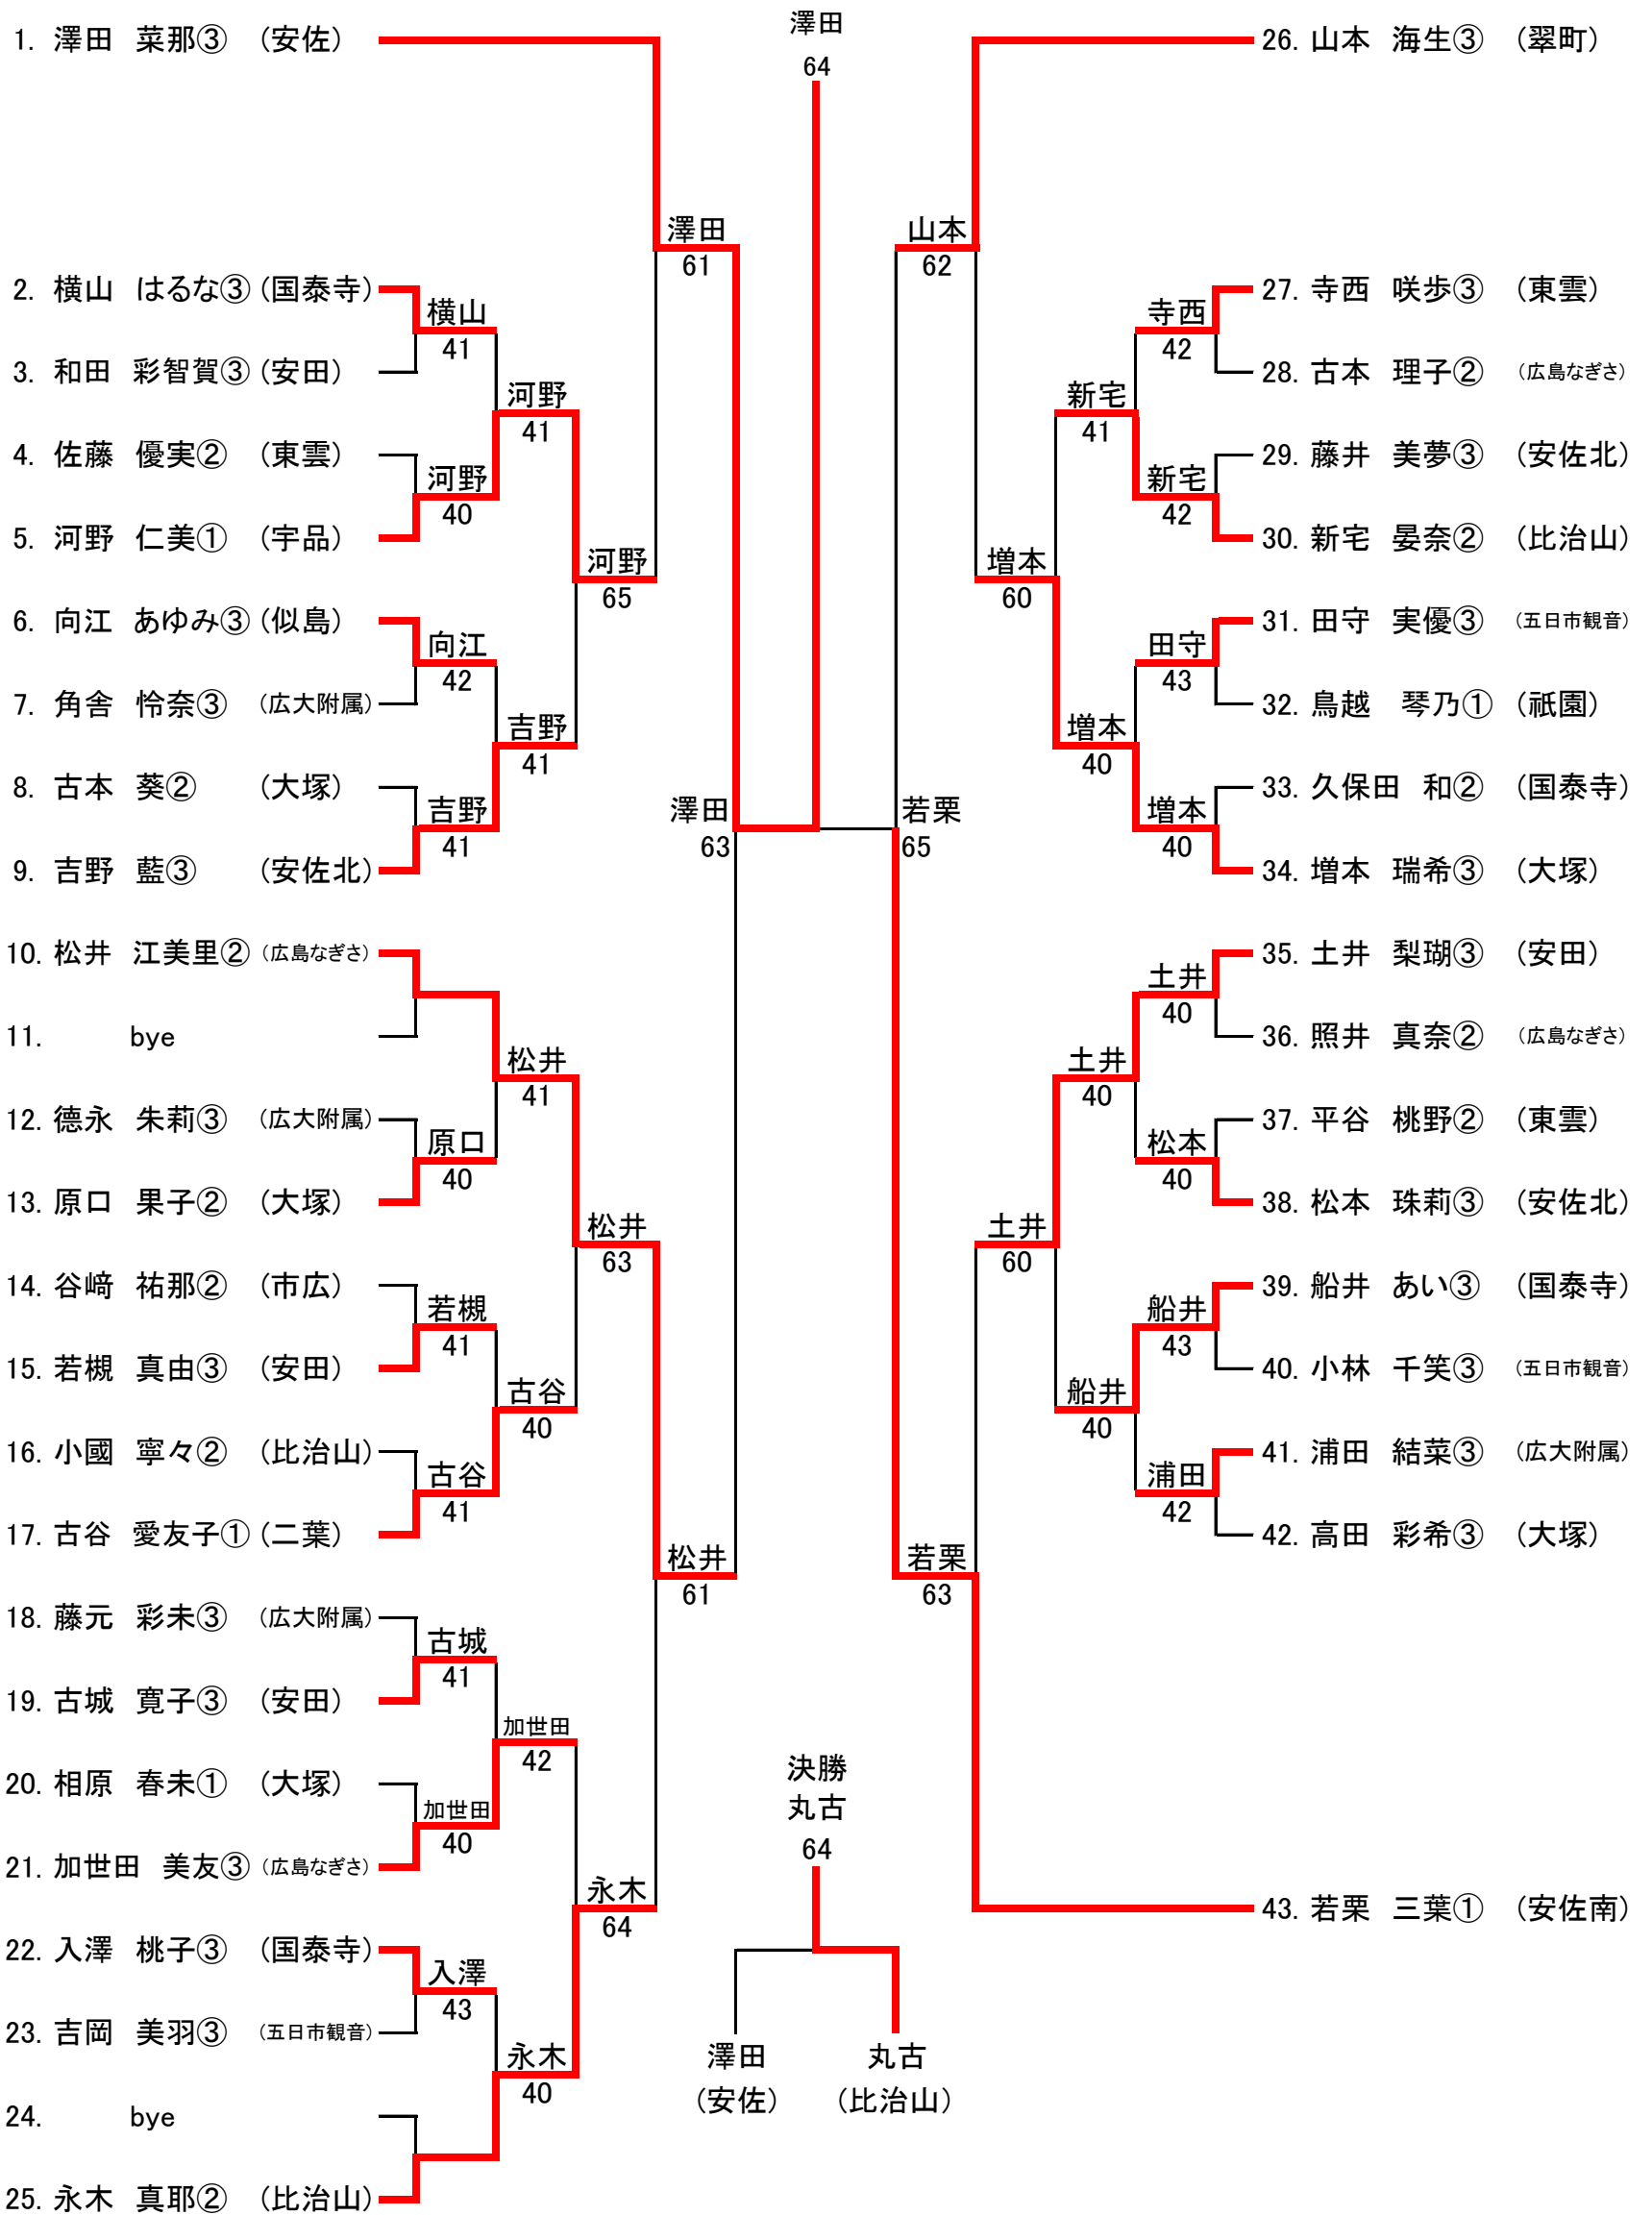 澤田
64
1. 澤田 菜那③ (安佐)
澤田
61
2. 横山 はるな③ (国泰寺)
横山
41
3. 和田 彩智賀③ (安田)
河野
41
4. 佐藤 優実② (東雲)
河野
40
5. 河野 仁美① (宇品)
河野
65
6. 向江 あゆみ③ (似島)
向江
42
7. 角舎 怜奈③ (広大附属)
吉野
41
8. 古本 葵② (大塚)
吉野
41
9. 吉野 藍③ (安佐北)
澤田
63
10. 松井 江美里② (広島なぎさ)
11. bye
松井
41
12. 德永 朱莉③ (広大附属)
原口
40
13. 原口 果子② (大塚)
松井
63
14. 谷﨑 祐那② (市広)
若槻
41
15. 若槻 真由③ (安田)
古谷
40
16. 小國 寧々② (比治山)
古谷
41
17. 古谷 愛友子① (二葉)
松井
61
18. 藤元 彩未③ (広大附属)
古城
41
19. 古城 寛子③ (安田)
加世田
42
20. 相原 春未① (大塚)
加世田
40
21. 加世田 美友③ (広島なぎさ)
永木
64
22. 入澤 桃子③ (国泰寺)
入澤
43
23. 吉岡 美羽③ (五日市観音)
永木
40
24. bye
25. 永木 真耶② (比治山)
26. 山本 海生③ (翠町)
山本
62
27. 寺西 咲歩③ (東雲)
寺西
42
28. 古本 理子② (広島なぎさ)
新宅
41
29. 藤井 美夢③ (安佐北)
新宅
42
30. 新宅 晏奈② (比治山)
増本
60
31. 田守 実優③ (五日市観音)
田守
43
32. 鳥越 琴乃① (祇園)
増本
40
33. 久保田 和② (国泰寺)
増本
40
34. 増本 瑞希③ (大塚)
若栗
65
35. 土井 梨瑚③ (安田)
土井
40
36. 照井 真奈② (広島なぎさ)
土井
40
37. 平谷 桃野② (東雲)
松本
40
38. 松本 珠莉③ (安佐北)
土井
60
39. 船井 あい③ (国泰寺)
船井
43
40. 小林 千笑③ (五日市観音)
船井
40
41. 浦田 結菜③ (広大附属)
浦田
42
42. 高田 彩希③ (大塚)
若栗
63
43. 若栗 三葉① (安佐南)
決勝
丸古
64
澤田 丸古
(安佐) (比治山)